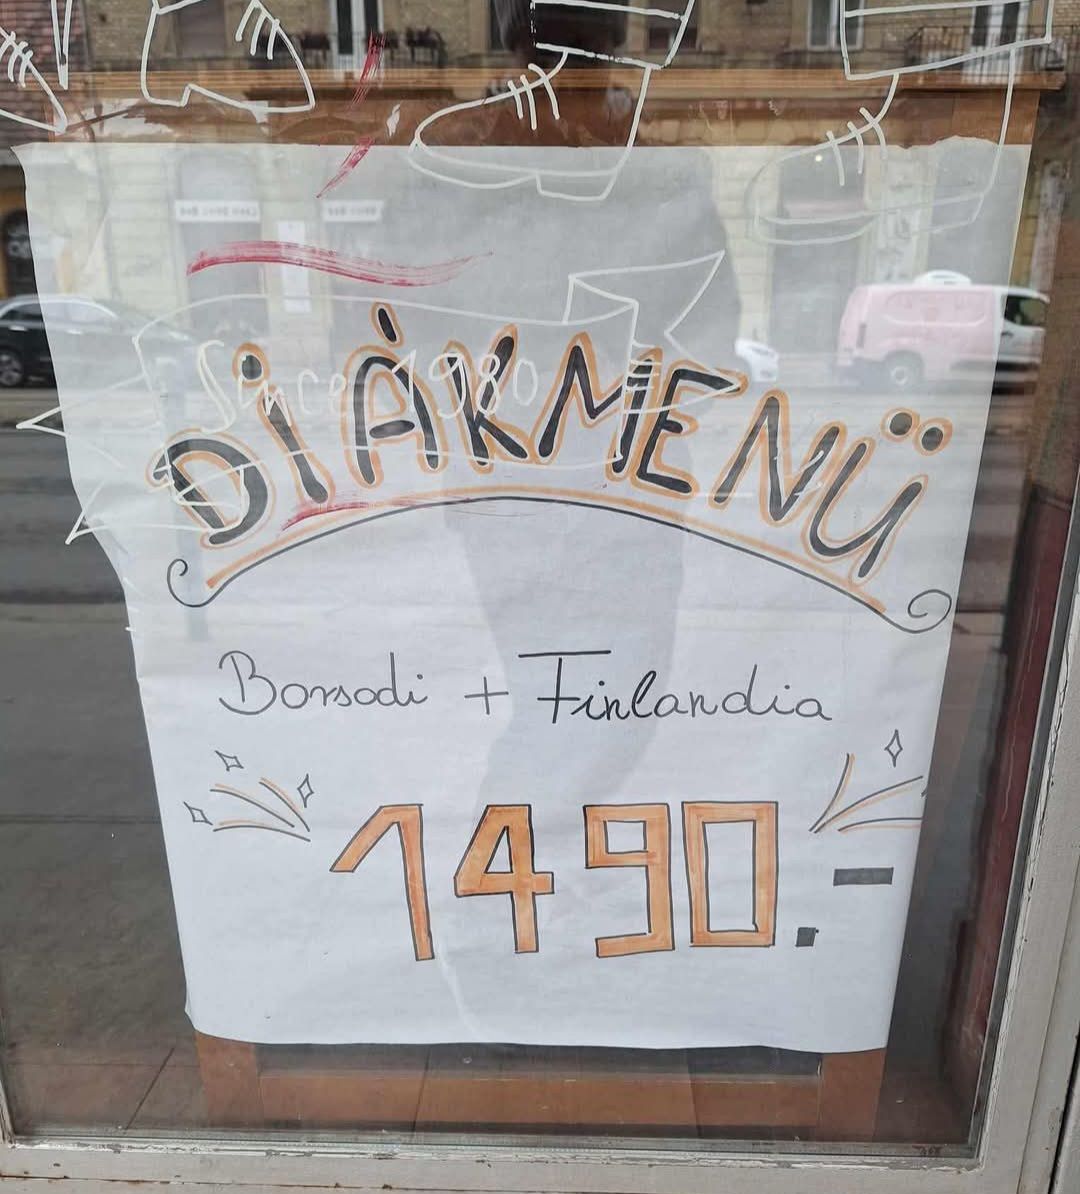 Since 1980
DIÁKMENÜ
Borsodi + Finlandia
1490.-